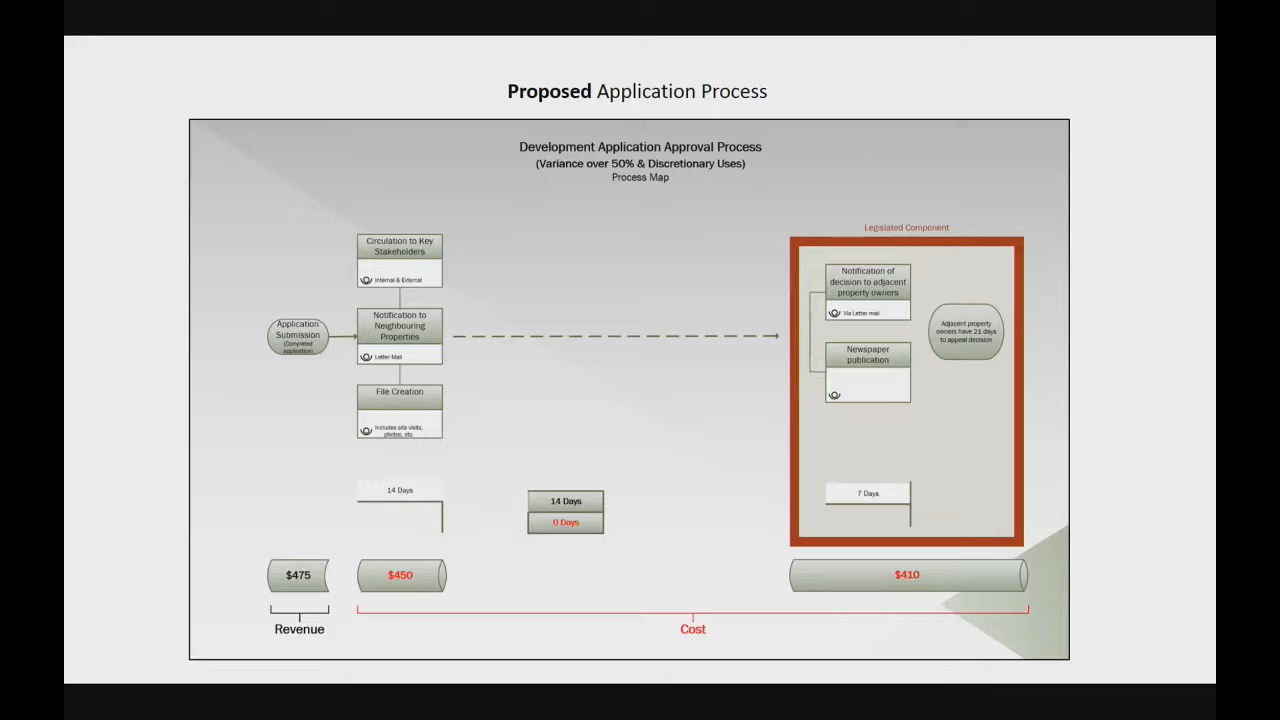 Proposed Application Process
Development Application Approval Process
(Variance over 50% & Discretionary Uses)
Process Map
Legislated Component
Circulation to Key
Stakeholders
Internal & External
Notification of
decision to adjacent
property owners
Via Letter mail
Application
Submission
(Completed
application)
Notification to
Neighbouring
Properties
Letter Mail
Adjacent property
owners have 21 days
to appeal decision
Newspaper
publication
File Creation
Includes site visits,
photos, etc.
14 Days
14 Days
0 Days
7 Days
$475
$450
$410
Revenue
Cost